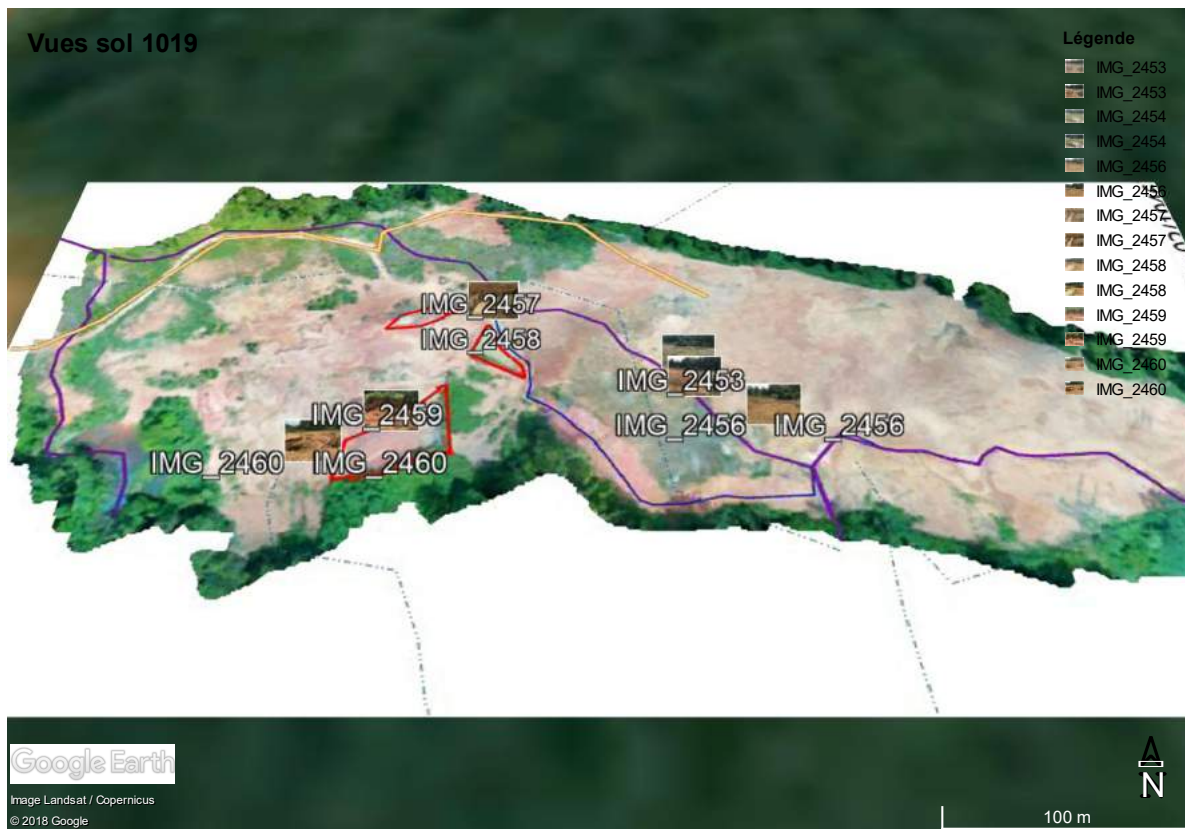 Vues sol 1019
Légende
IMG_2453
IMG_2453
IMG_2454
IMG_2454
IMG_2456
IMG_2456
IMG_2457
IMG_2457
IMG_2458
IMG_2458
IMG_2459
IMG_2459
IMG_2460
IMG_2460
IMG_2457
IMG_2458
IMG_2453
IMG_2459
IMG_2456
IMG_2456
IMG_2460
IMG_2460
Google Earth
Image Landsat / Copernicus
© 2018 Google
N
100 m